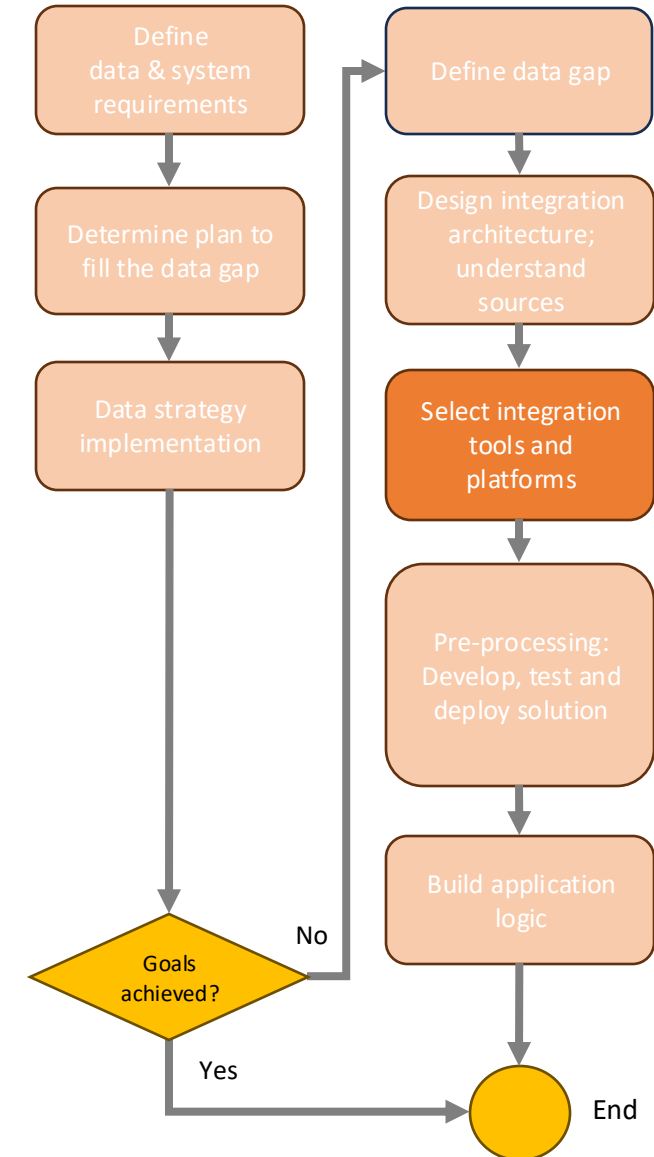 Define
data & system
requirements
Determine plan to
fill the data gap
Data strategy
implementation
Goals
achieved?
No
Yes
Define data gap
Design integration
architecture;
understand
sources
Select integration
tools and
platforms
Pre-processing:
Develop, test and
deploy solution
Build application
logic
End